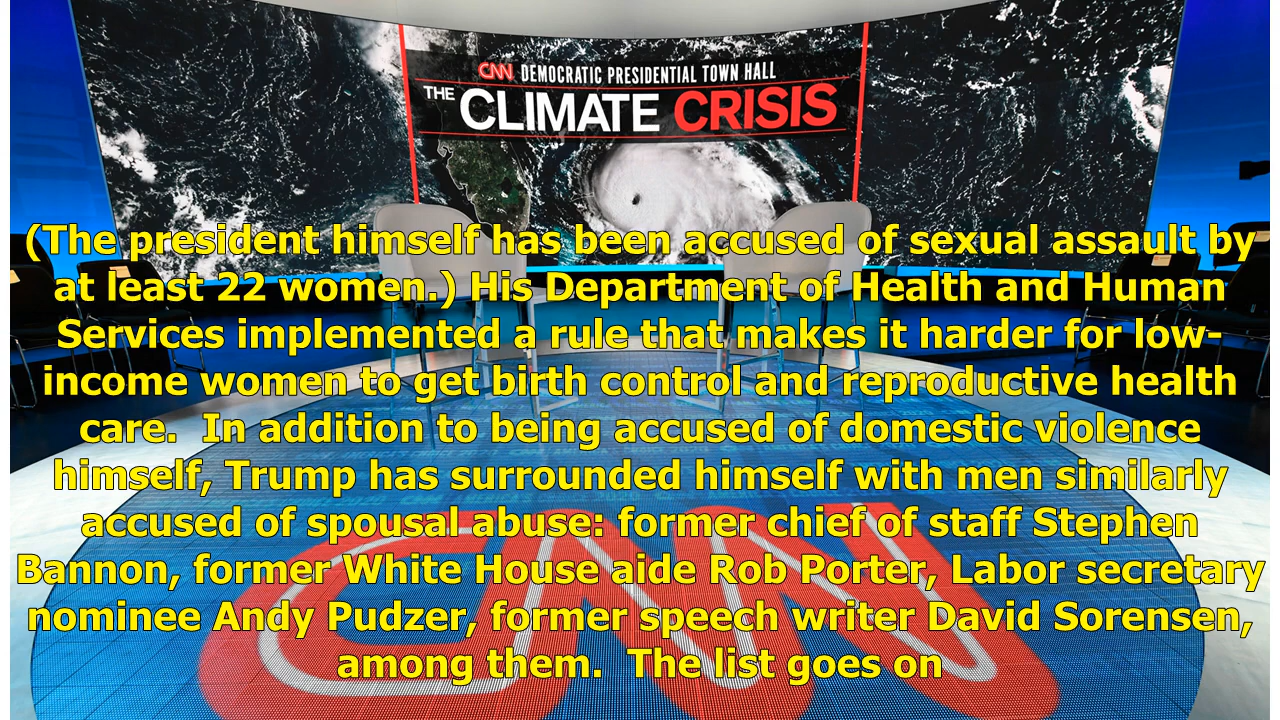 CNN DEMOCRATIC PRESIDENTIAL TOWN HALL
THE CLIMATE CRISIS
(The president himself has been accused of sexual assault by
at least 22 women.) His Department of Health and Human
Services implemented a rule that makes it harder for low-
income women to get birth control and reproductive health
care.  In addition to being accused of domestic violence
himself, Trump has surrounded himself with men similarly
accused of spousal abuse: former chief of staff Stephen
Bannon, former White House aide Rob Porter, Labor secretary
nominee Andy Pudzer, former speech writer David Sorensen,
among them.  The list goes on
CNN